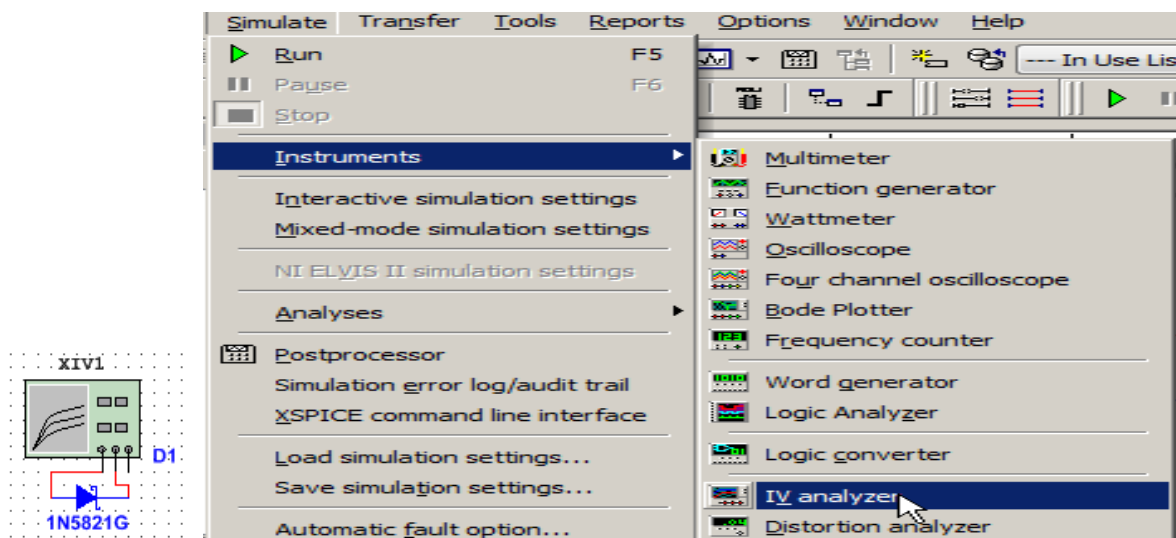 Simulate Transfer Tools Reports Options Window Help
Run F5
Pause F6
Stop
--- In Use Lis
Instruments
Interactive simulation settings
Mixed-mode simulation settings
NI ELVIS II simulation settings
Analyses
Postprocessor
Simulation error log/audit trail
XSPICE command line interface
Load simulation settings...
Save simulation settings...
Automatic fault option...
Multimeter
Function generator
Wattmeter
Oscilloscope
Four channel oscilloscope
Bode Plotter
Frequency counter
Word generator
Logic Analyzer
Logic converter
IV analyzer
Distortion analyzer
XIV1
D1
1N5821G